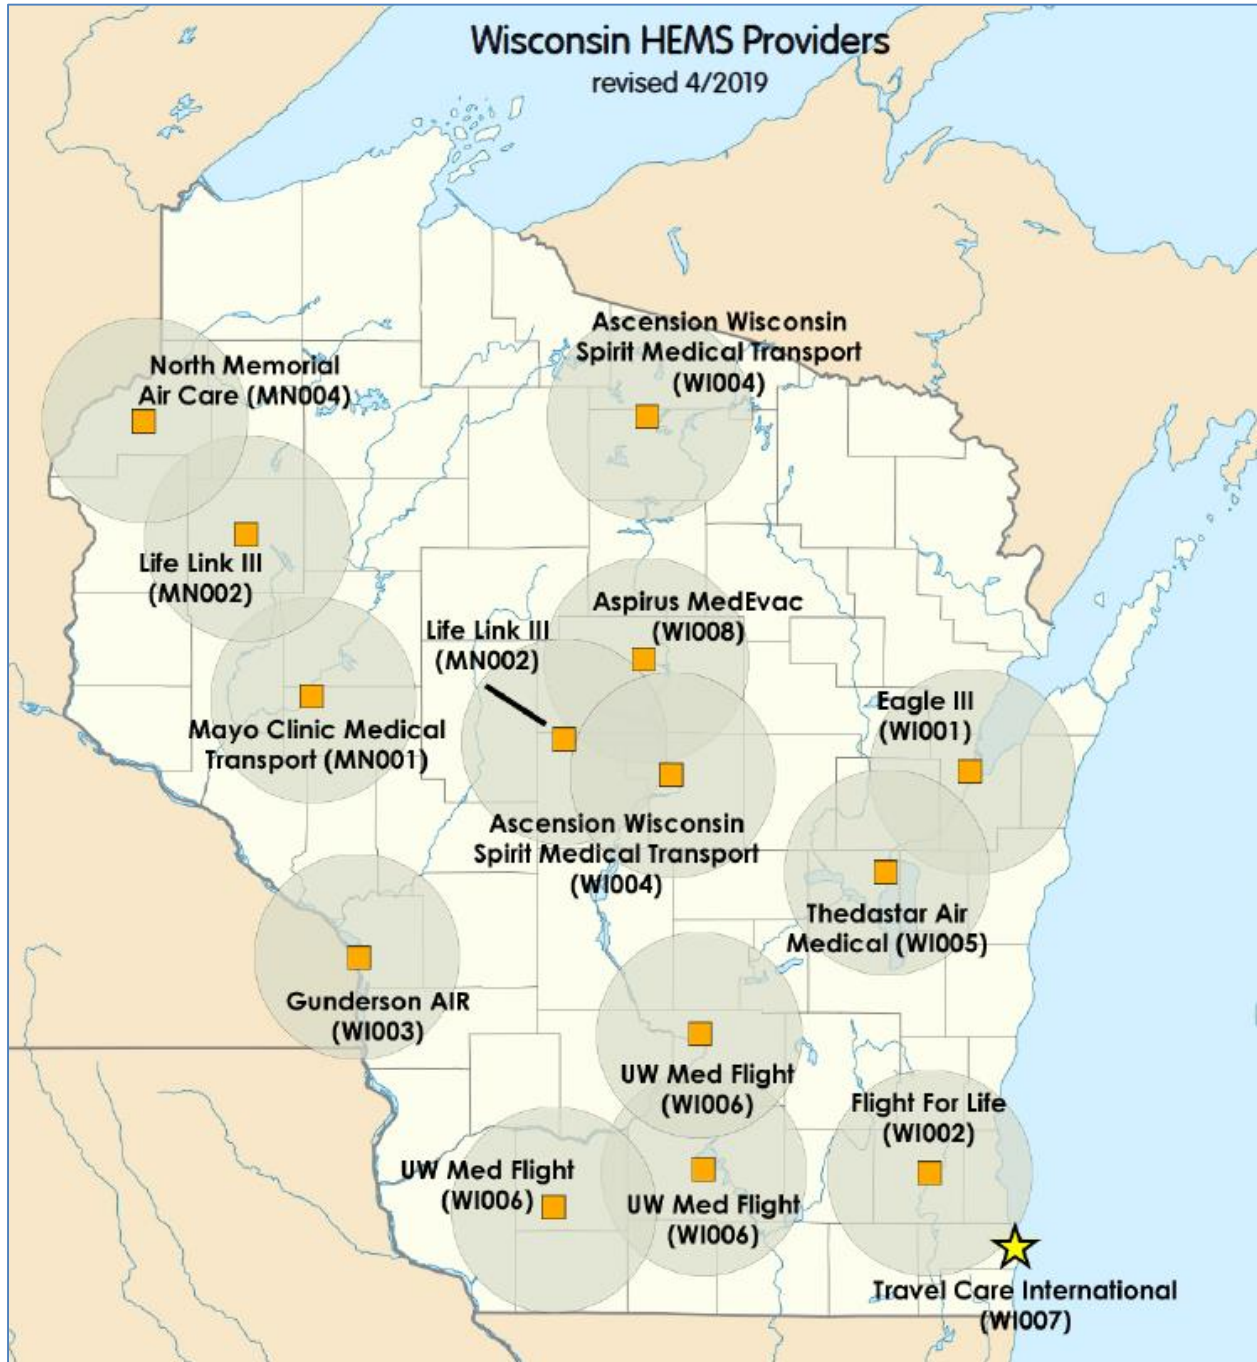 Wisconsin HEMS Providers
revised 4/2019
Ascension Wisconsin
Spirit Medical Transport
(WI004)
North Memorial
Air Care (MN004)
Life Link III
(MN002)
Aspirus MedEvac
(WI008)
Life Link III
(MN002)
Eagle III
(WI001)
Mayo Clinic Medical
Transport (MN001)
Ascension Wisconsin
Spirit Medical Transport
(WI004)
Thedastar Air
Medical (WI005)
Gunderson AIR
(WI003)
UW Med Flight
(WI006)
Flight For Life
(WI002)
UW Med Flight
(WI006)
UW Med Flight
(WI006)
Travel Care International
(WI007)